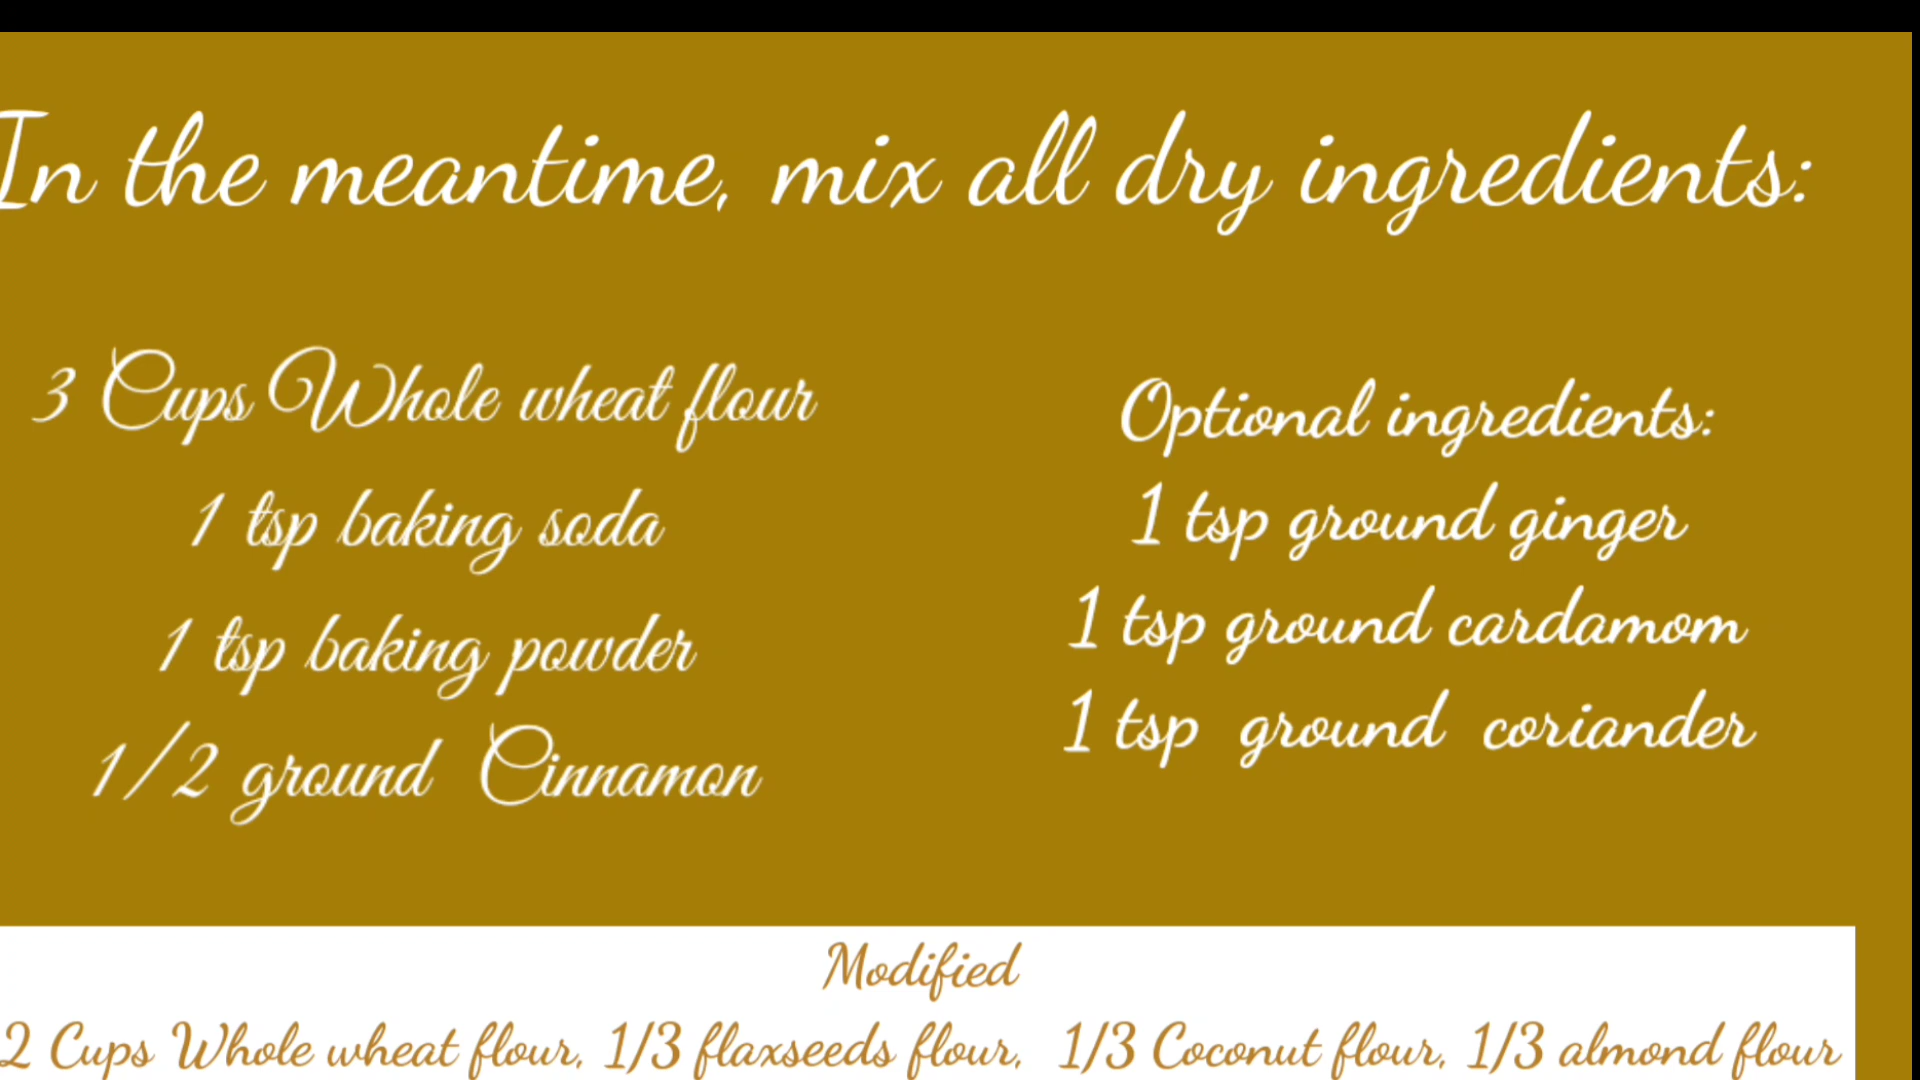 In the meantime, mix all dry ingredients:
3 Cups Whole wheat flour
1 tsp baking soda
1 tsp baking powder
1/2 ground Cinnamon
Optional ingredients:
1 tsp ground ginger
1 tsp ground cardamom
1 tsp ground coriander
Modified
2 Cups Whole wheat flour, 1/3 flaxseeds flour, 1/3 Coconut flour, 1/3 almond flour